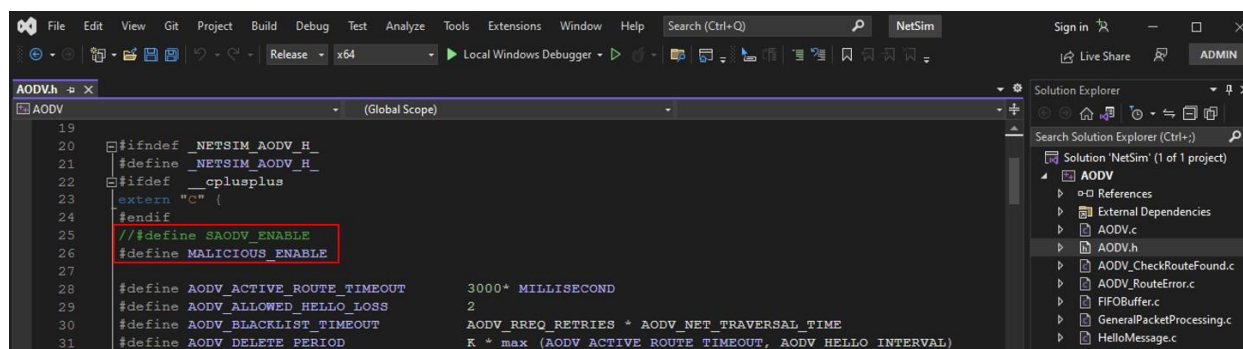 File Edit View Git Project Build Debug Test Analyze Tools Extensions Window Help Search (Ctrl+Q) NetSim Sign in
Release x64 Local Windows Debugger Live Share ADMIN
AODV.h
AODV (Global Scope)
19
20 #ifndef _NETSIM_AODV_H_
21 #define _NETSIM_AODV_H_
22 #ifdef __cplusplus
23 extern "C" {
24 #endif
25 //#define SAODV_ENABLE
26 #define MALICIOUS_ENABLE
27
28 #define AODV_ACTIVE_ROUTE_TIMEOUT 3000* MILLISECOND
29 #define AODV_ALLOWED_HELLO_LOSS 2
30 #define AODV_BLACKLIST_TIMEOUT AODV_RREQ_RETRIES * AODV_NET_TRAVERSAL_TIME
31 #define AODV_DELETE_PERIOD K * max (AODV_ACTIVE_ROUTE_TIMEOUT, AODV_HELLO_INTERVAL)
Solution Explorer
Search Solution Explorer (Ctrl+;)
Solution 'NetSim' (1 of 1 project)
AODV
References
External Dependencies
AODV.c
AODV.h
AODV_CheckRouteFound.c
AODV_RouteError.c
FIFOBuffer.c
GeneralPacketProcessing.c
HelloMessage.c